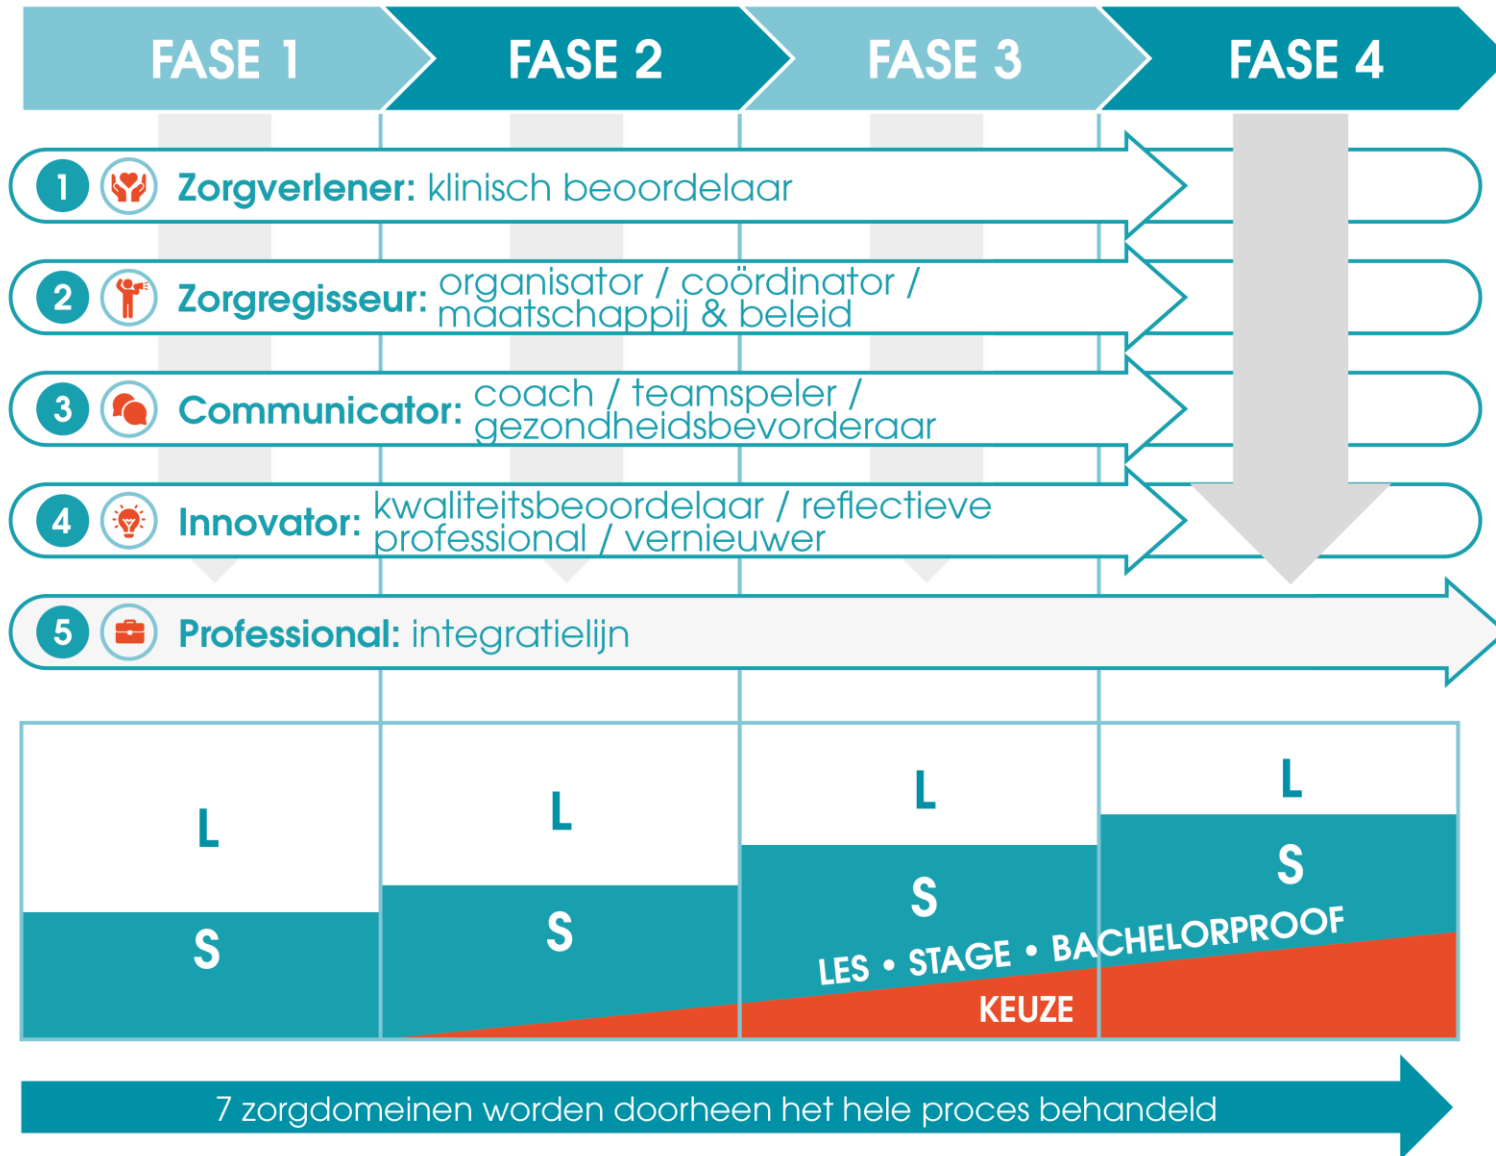 FASE 1
FASE 2
FASE 3
FASE 4
1 Zorgverlener: klinisch beoordelaar
2 Zorgregisseur: organisator / coördinator /
maatschappij & beleid
3 Communicator: coach / teamspeler /
gezondheidsbevorderaar
4 Innovator: kwaliteitsbeoordelaar / reflectieve
professional / vernieuwer
5 Professional: integratielijn
L
L
L
L
S
S
S
S
LES • STAGE • BACHELORPROOF
KEUZE
7 zorgdomeinen worden doorheen het hele proces behandeld